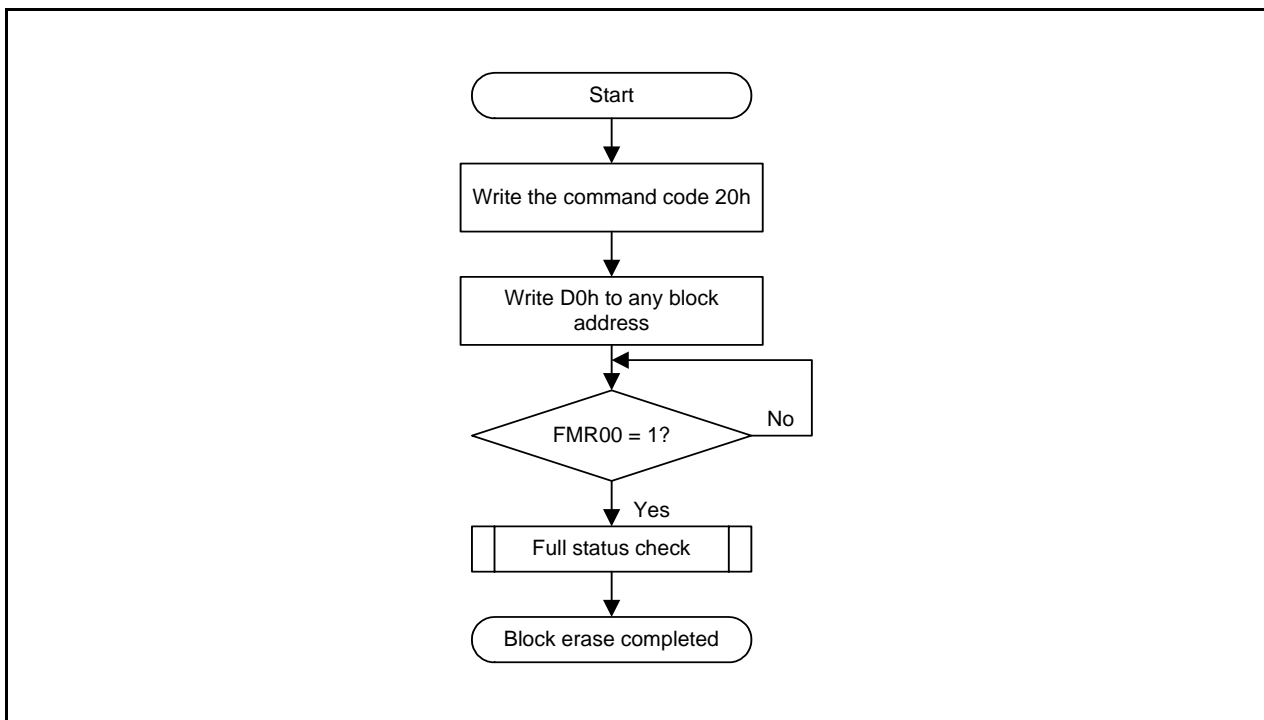 Start
Write the command code 20h
Write D0h to any block
address
FMR00 = 1?
No
Yes
Full status check
Block erase completed